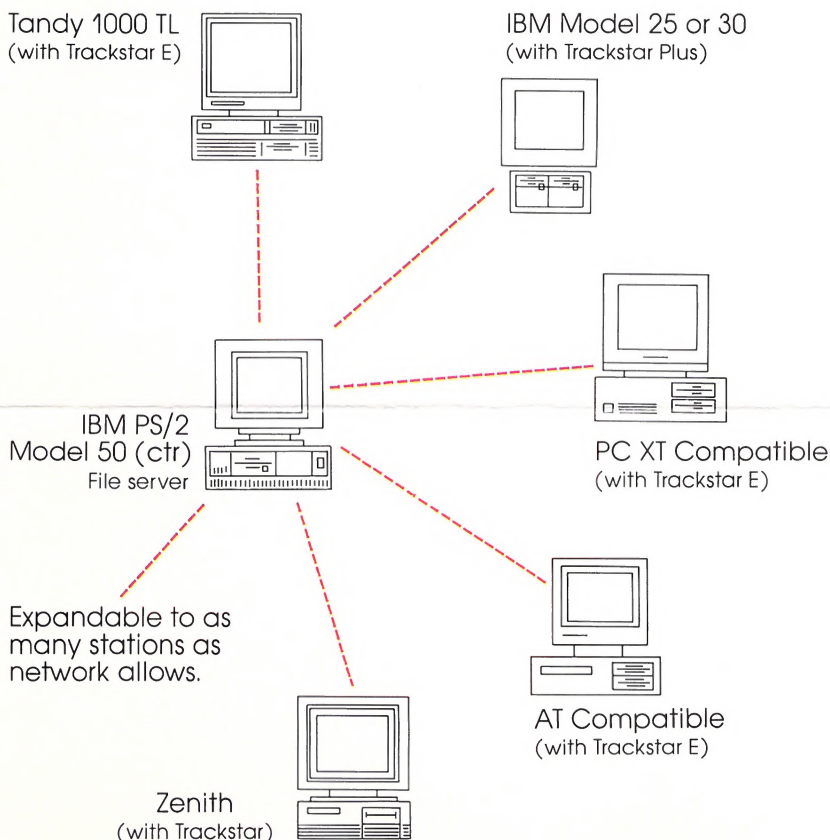 Tandy 1000 TL
(with Trackstar E)
IBM Model 25 or 30
(with Trackstar Plus)
IBM PS/2
Model 50 (ctr)
File server
PC XT Compatible
(with Trackstar E)
Expandable to as
many stations as
network allows.
AT Compatible
(with Trackstar E)
Zenith
(with Trackstar)